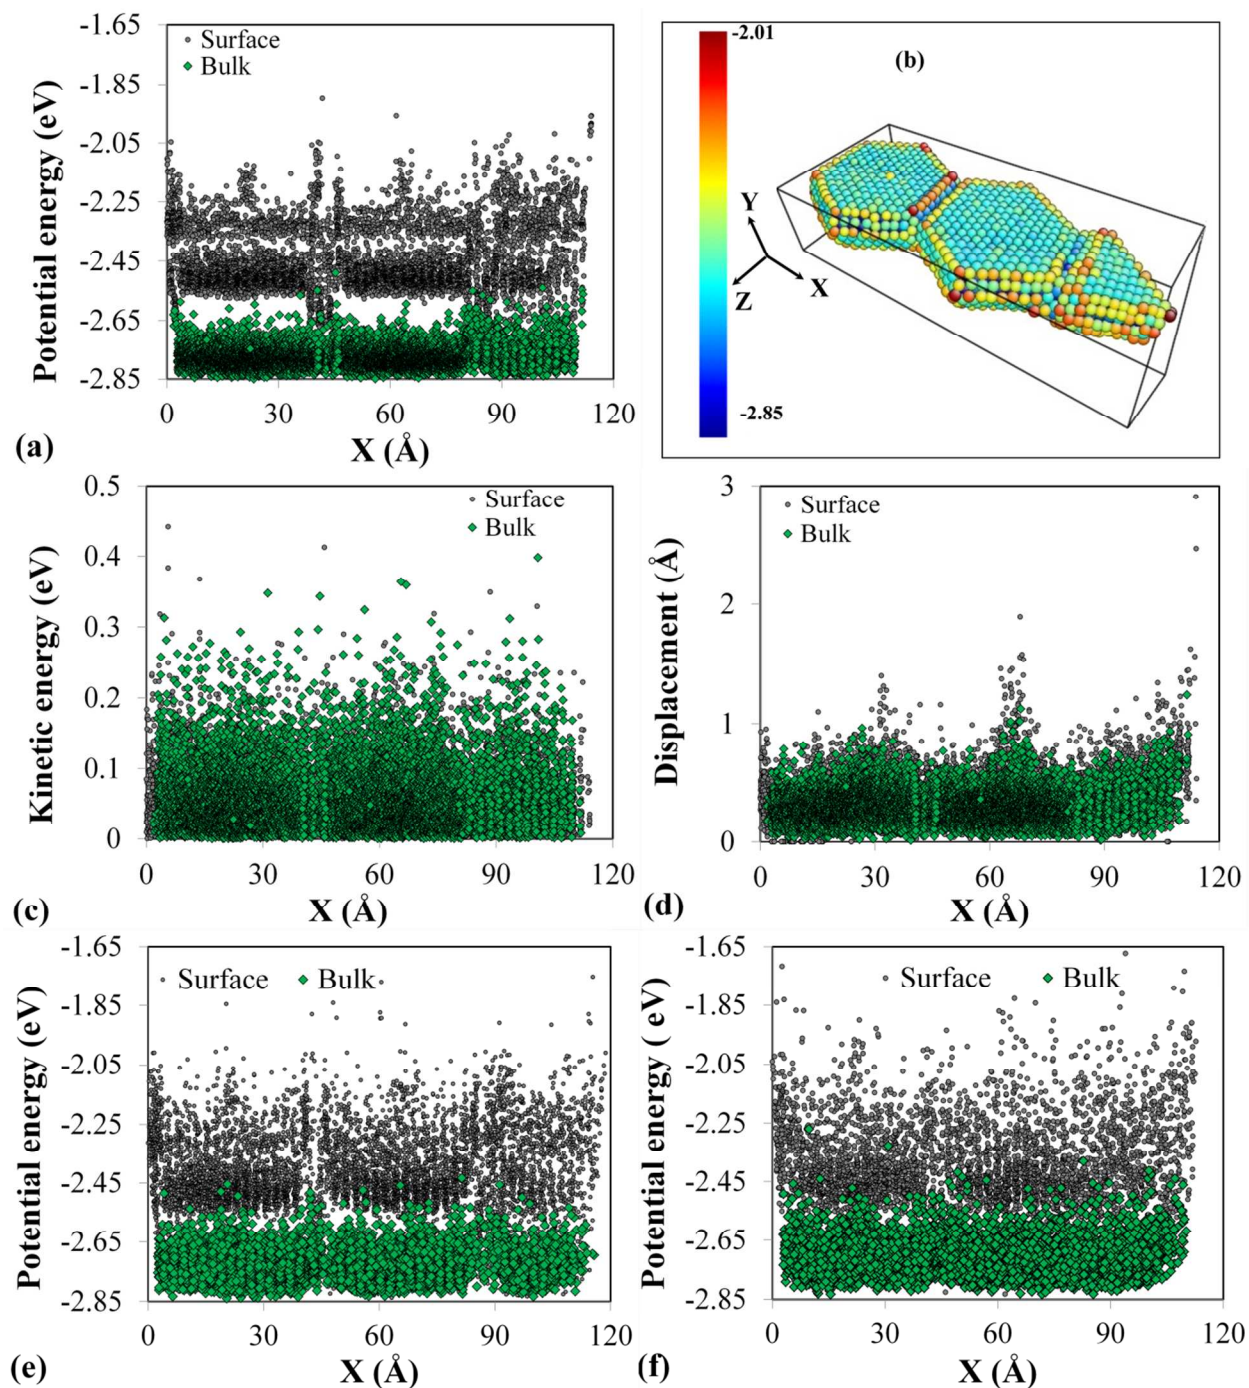 -1.65
-1.85
-2.05
-2.25
-2.45
-2.65
-2.85
Potential energy (eV)
Surface
Bulk
0 30 60 90 120
X (Å)
(a)
-2.01
(b)
-2.85
Y
Z
X
0.5
0.4
0.3
0.2
0.1
0
Kinetic energy (eV)
Surface
Bulk
0 30 60 90 120
X (Å)
(c)
3
2
1
0
Displacement (Å)
Surface
Bulk
0 30 60 90 120
X (Å)
(d)
-1.65
-1.85
-2.05
-2.25
-2.45
-2.65
-2.85
Potential energy (eV)
Surface Bulk
0 30 60 90 120
X (Å)
(e)
-1.65
-1.85
-2.05
-2.25
-2.45
-2.65
-2.85
Potential energy ( eV)
Surface Bulk
0 30 60 90 120
X (Å)
(f)